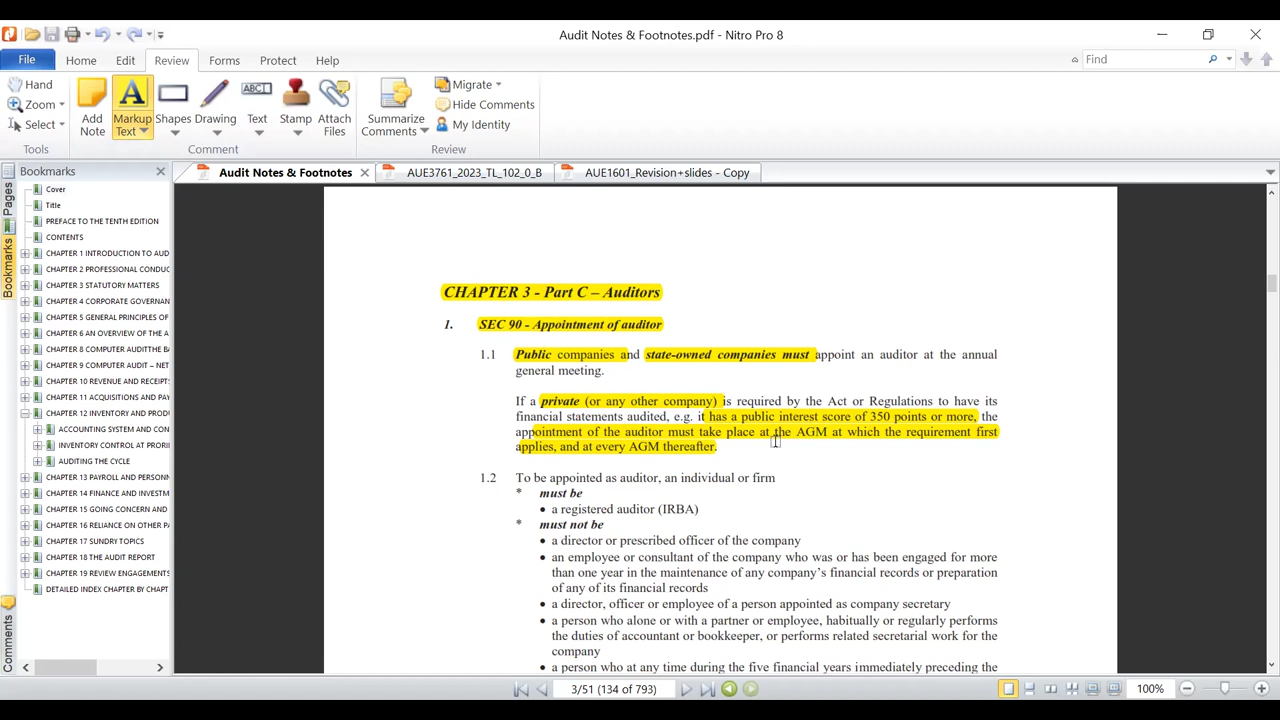 Audit Notes & Footnotes.pdf - Nitro Pro 8
File Home Edit Review Forms Protect Help
Find
Hand
Zoom
Select
Tools
Add Note
Markup Text
Shapes
Drawing
Text
Stamp
Attach Files
Comment
Summarize Comments
Migrate
Hide Comments
My Identity
Review
Bookmarks
Audit Notes & Footnotes
AUE3761_2023_TL_102_0_B
AUE1601_Revision+slides - Copy
Pages
Bookmarks
Comments
Cover
Title
PREFACE TO THE TENTH EDITION
CONTENTS
CHAPTER 1 INTRODUCTION TO AUD
CHAPTER 2 PROFESSIONAL CONDUC
CHAPTER 3 STATUTORY MATTERS
CHAPTER 4 CORPORATE GOVERNAN
CHAPTER 5 GENERAL PRINCIPLES OF
CHAPTER 6 AN OVERVIEW OF THE A
CHAPTER 8 COMPUTER AUDITTHE B
CHAPTER 9 COMPUTER AUDIT – NET
CHAPTER 10 REVENUE AND RECEIPTS
CHAPTER 11 ACQUISITIONS AND PAY
CHAPTER 12 INVENTORY AND PRODU
ACCOUNTING SYSTEM AND CON
INVENTORY CONTROL AT PRORI
AUDITING THE CYCLE
CHAPTER 13 PAYROLL AND PERSONN
CHAPTER 14 FINANCE AND INVESTM
CHAPTER 15 GOING CONCERN AND
CHAPTER 16 RELIANCE ON OTHER PA
CHAPTER 17 SUNDRY TOPICS
CHAPTER 18 THE AUDIT REPORT
CHAPTER 19 REVIEW ENGAGEMENTS
DETAILED INDEX CHAPTER BY CHAPT
CHAPTER 3 - Part C – Auditors
1. SEC 90 - Appointment of auditor
1.1 Public companies and state-owned companies must appoint an auditor at the annual
general meeting.
If a private (or any other company) is required by the Act or Regulations to have its
financial statements audited, e.g. it has a public interest score of 350 points or more, the
appointment of the auditor must take place at the AGM at which the requirement first
applies, and at every AGM thereafter.
1.2 To be appointed as auditor, an individual or firm
* must be
• a registered auditor (IRBA)
* must not be
• a director or prescribed officer of the company
• an employee or consultant of the company who was or has been engaged for more
than one year in the maintenance of any company's financial records or preparation
of any of its financial records
• a director, officer or employee of a person appointed as company secretary
• a person who alone or with a partner or employee, habitually or regularly performs
the duties of accountant or bookkeeper, or performs related secretarial work for the
company
• a person who at any time during the five financial years immediately preceding the
3/51 (134 of 793)
100%